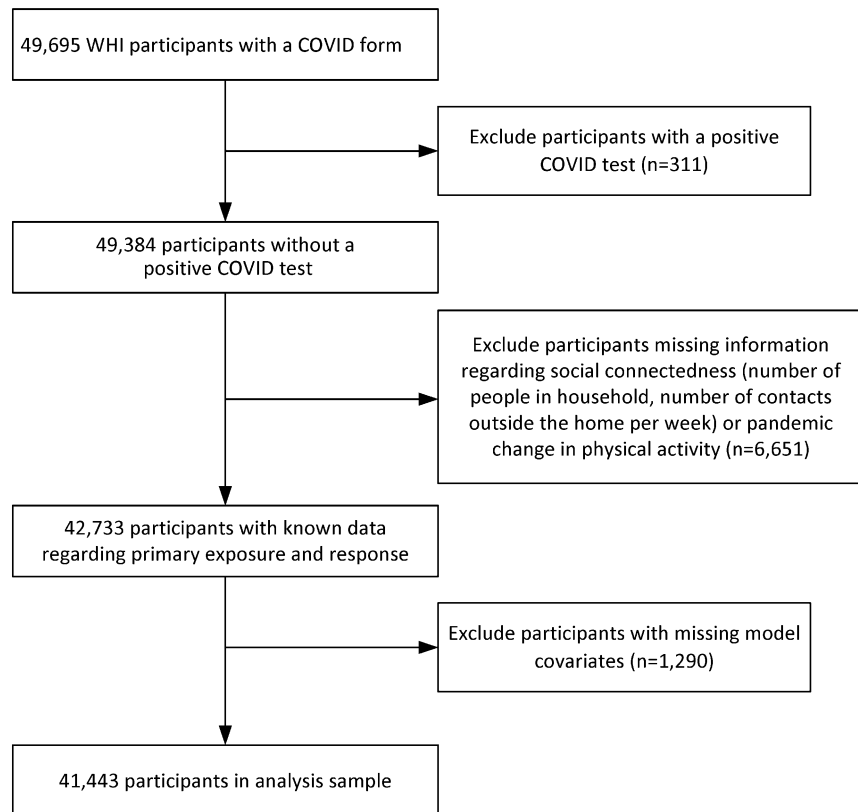 49,695 WHI participants with a COVID form
Exclude participants with a positive
COVID test (n=311)
49,384 participants without a
positive COVID test
Exclude participants missing information
regarding social connectedness (number of
people in household, number of contacts
outside the home per week) or pandemic
change in physical activity (n=6,651)
42,733 participants with known data
regarding primary exposure and response
Exclude participants with missing model
covariates (n=1,290)
41,443 participants in analysis sample